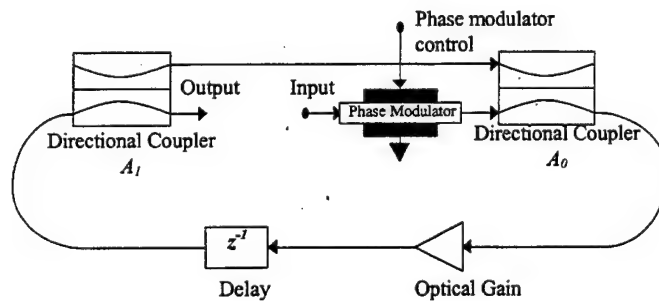 Phase modulator
control
Output
Input
Phase Modulator
Directional Coupler
A₁
Directional Coupler
A₀
z⁻¹
Delay
Optical Gain